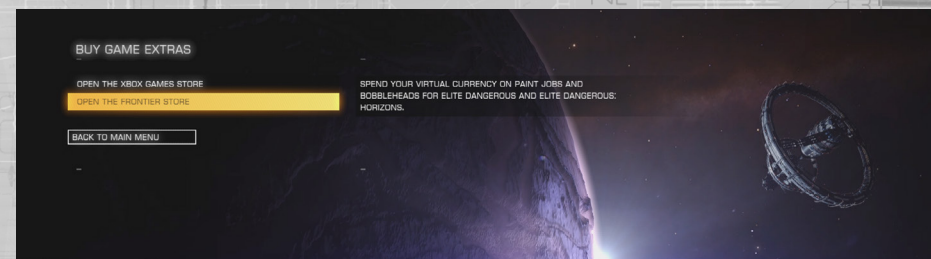 BUY GAME EXTRAS
OPEN THE XBOX GAMES STORE
OPEN THE FRONTIER STORE
BACK TO MAIN MENU
SPEND YOUR VIRTUAL CURRENCY ON PAINT JOBS AND
BOBBLEHEADS FOR ELITE DANGEROUS AND ELITE DANGEROUS:
HORIZONS.